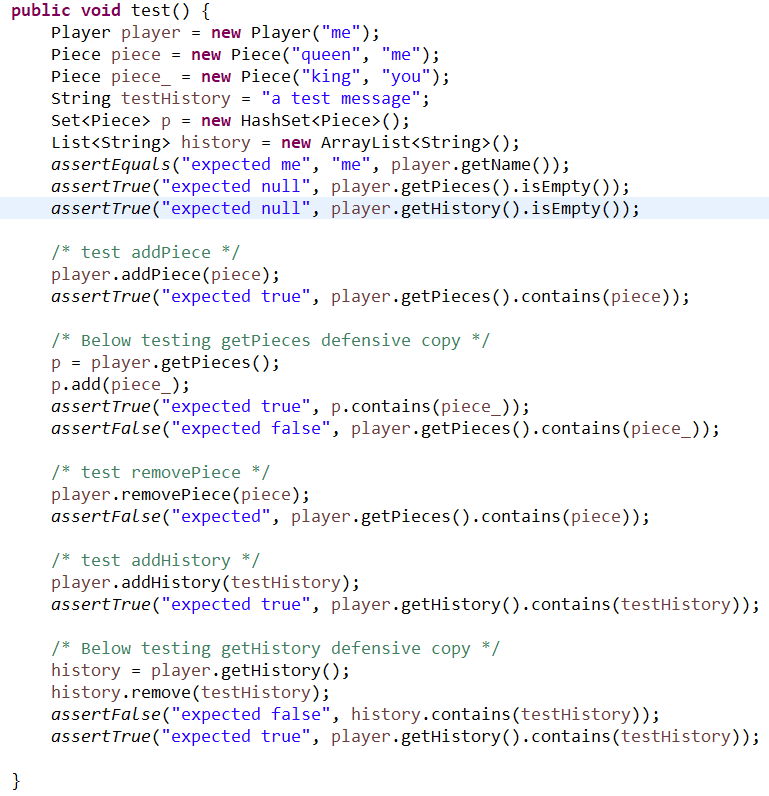 public void test() {
    Player player = new Player("me");
    Piece piece = new Piece("queen", "me");
    Piece piece_ = new Piece("king", "you");
    String testHistory = "a test message";
    Set<Piece> p = new HashSet<Piece>();
    List<String> history = new ArrayList<String>();
    assertEquals("expected me", "me", player.getName());
    assertTrue("expected null", player.getPieces().isEmpty());
    assertTrue("expected null", player.getHistory().isEmpty());

    /* test addPiece */
    player.addPiece(piece);
    assertTrue("expected true", player.getPieces().contains(piece));

    /* Below testing getPieces defensive copy */
    p = player.getPieces();
    p.add(piece_);
    assertTrue("expected true", p.contains(piece_));
    assertFalse("expected false", player.getPieces().contains(piece_));

    /* test removePiece */
    player.removePiece(piece);
    assertFalse("expected", player.getPieces().contains(piece));

    /* test addHistory */
    player.addHistory(testHistory);
    assertTrue("expected true", player.getHistory().contains(testHistory));

    /* Below testing getHistory defensive copy */
    history = player.getHistory();
    history.remove(testHistory);
    assertFalse("expected false", history.contains(testHistory));
    assertTrue("expected true", player.getHistory().contains(testHistory));

}